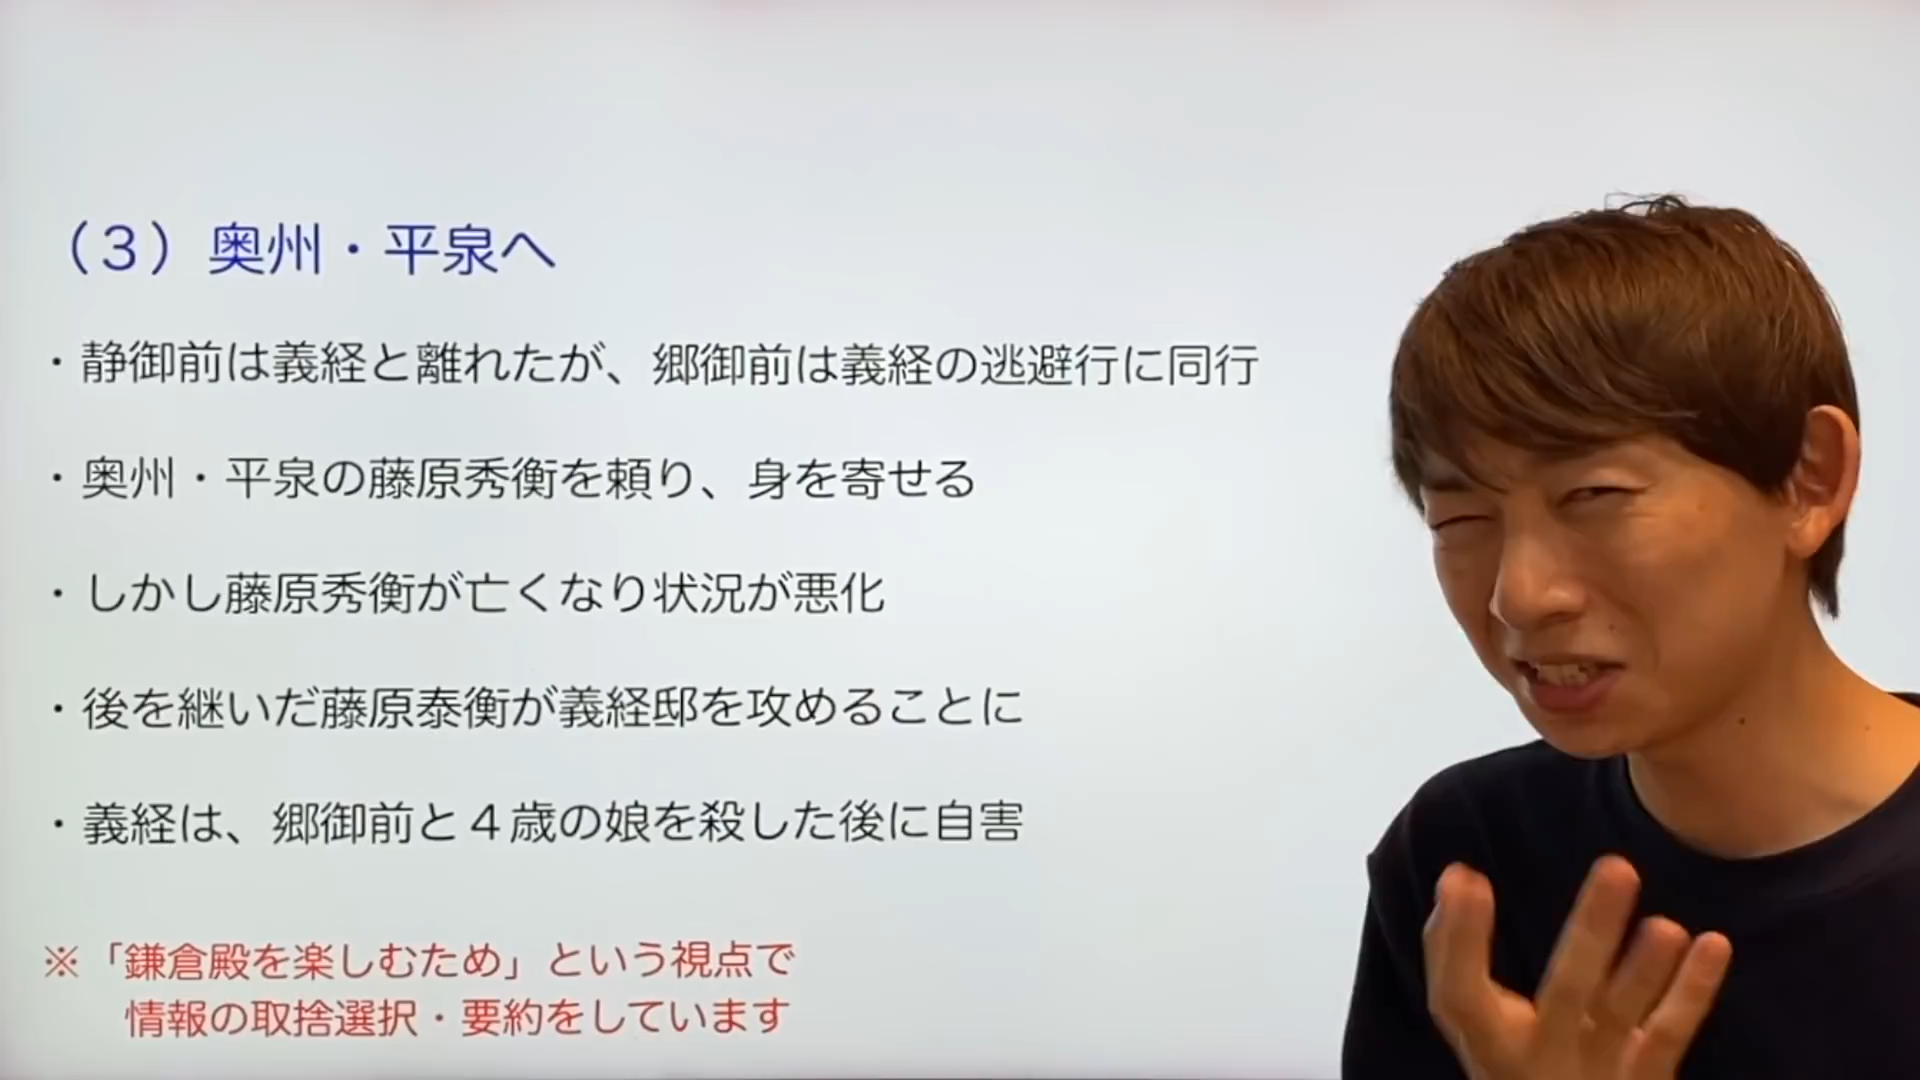 （３）奥州・平泉へ
・静御前は義経と離れたが、郷御前は義経の逃避行に同行
・奥州・平泉の藤原秀衡を頼り、身を寄せる
・しかし藤原秀衡が亡くなり状況が悪化
・後を継いだ藤原泰衡が義経邸を攻めることに
・義経は、郷御前と４歳の娘を殺した後に自害
※「鎌倉殿を楽しむため」という視点で
情報の取捨選択・要約をしています